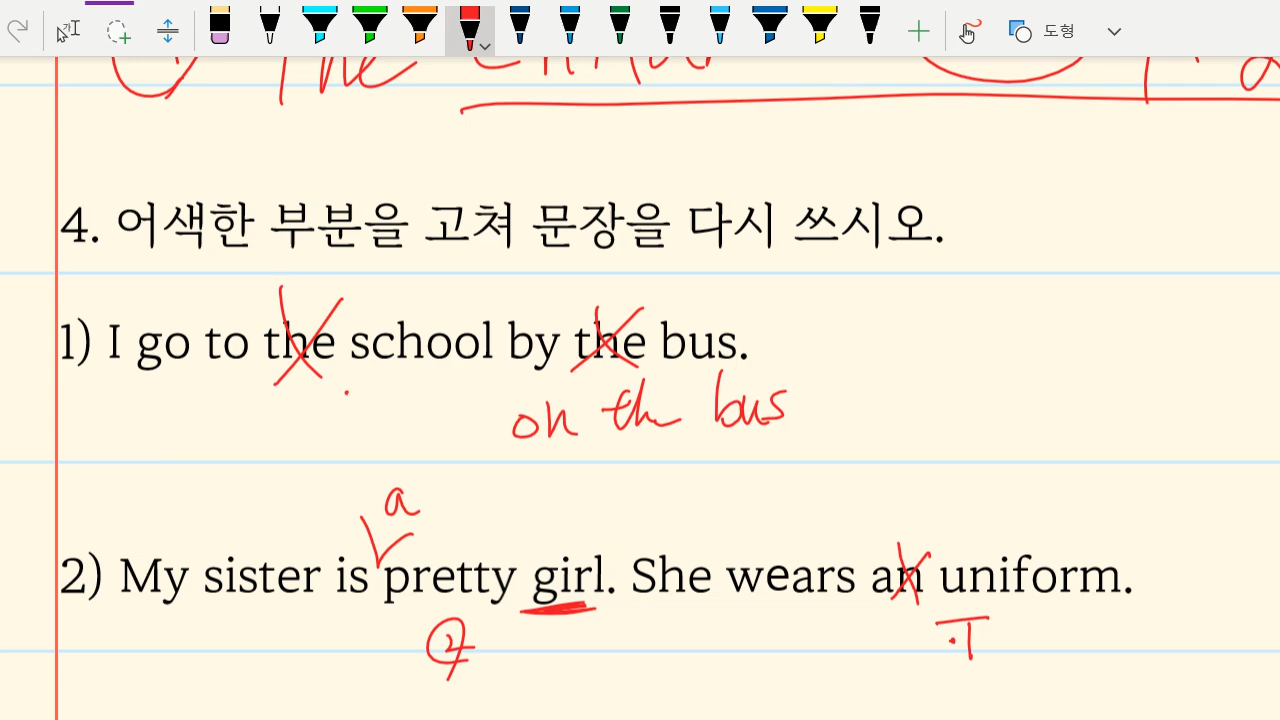 가
도형
The
4. 어색한 부분을 고쳐 문장을 다시 쓰시오.
1) I go to the school by the bus.
on the bus
a
2) My sister is pretty girl. She wears an uniform.